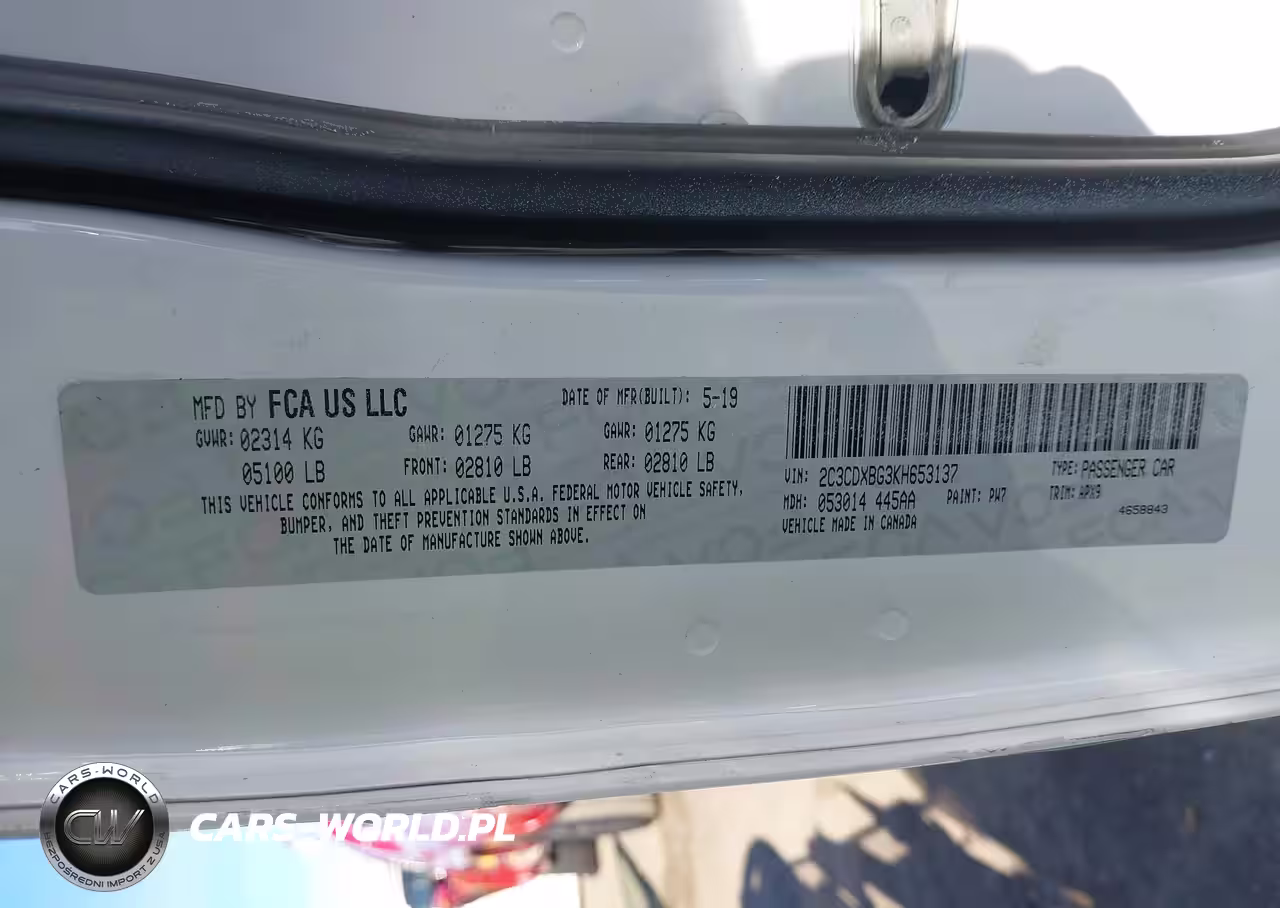 MFD BY FCA US LLC
DATE OF MFR(BUILT): 5-19
GVWR: 02314 KG
GAWR: 01275 KG
GAWR: 01275 KG
05100 LB
FRONT: 02810 LB
REAR: 02810 LB
THIS VEHICLE CONFORMS TO ALL APPLICABLE U.S.A. FEDERAL MOTOR VEHICLE SAFETY,
BUMPER, AND THEFT PREVENTION STANDARDS IN EFFECT ON
THE DATE OF MANUFACTURE SHOWN ABOVE.
VIN: 2C3CDXBG3KH653137
TYPE: PASSENGER CAR
MDH: 053014 445AA
PAINT: PW7
TRIM: APX9
VEHICLE MADE IN CANADA
4658843
CARS-WORLD
CW
BEZPOŚREDNI IMPORT Z USA
CARS-WORLD.PL